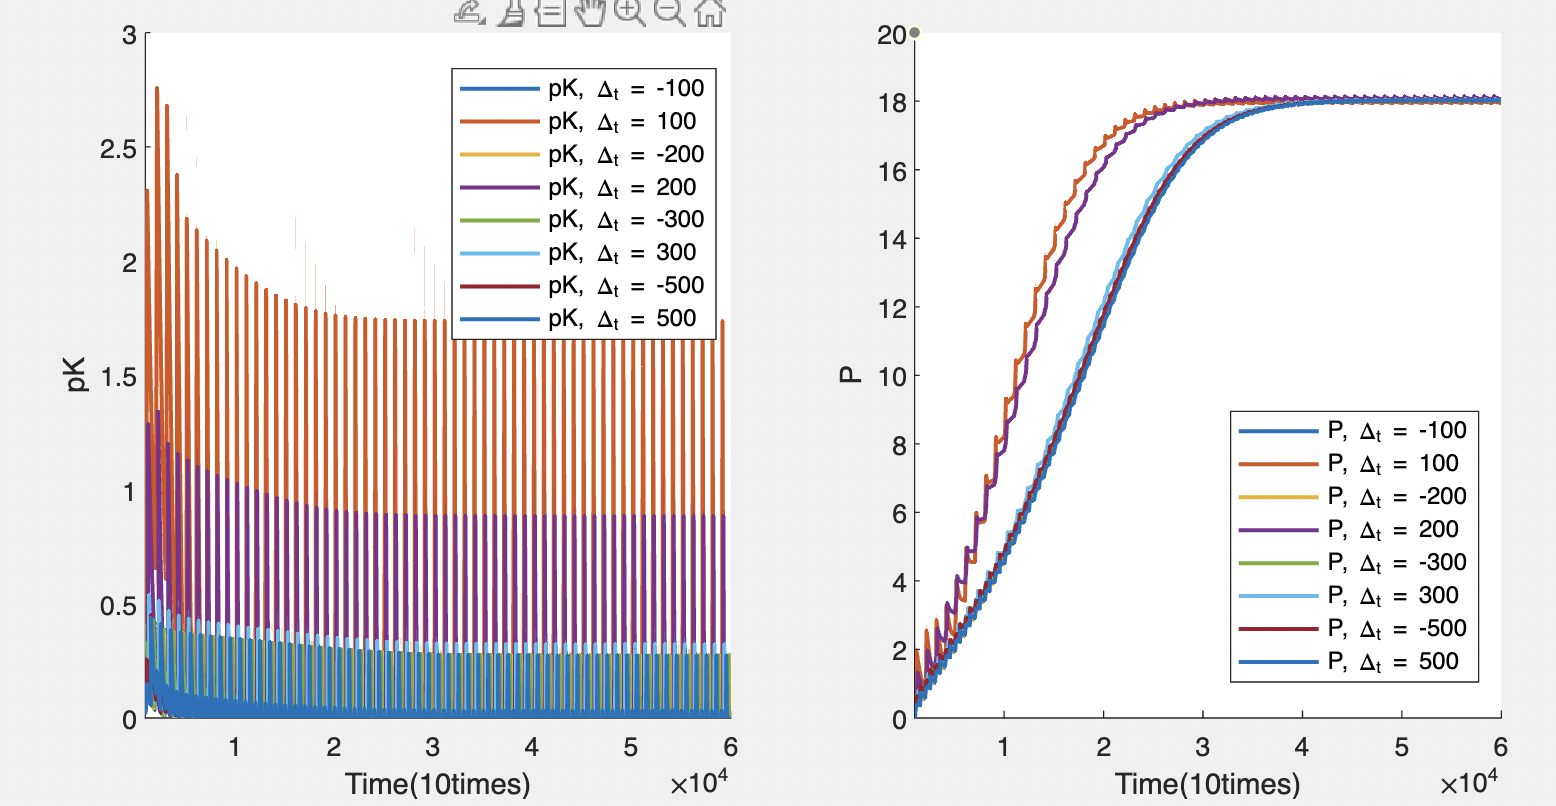 3
2.5
2
1.5
1
0.5
0
pK
1 2 3 4 5 6
Time(10times)
×10⁴
pK, Δt = -100
pK, Δt = 100
pK, Δt = -200
pK, Δt = 200
pK, Δt = -300
pK, Δt = 300
pK, Δt = -500
pK, Δt = 500
20
18
16
14
12
10
8
6
4
2
0
P
1 2 3 4 5 6
Time(10times)
×10⁴
P, Δt = -100
P, Δt = 100
P, Δt = -200
P, Δt = 200
P, Δt = -300
P, Δt = 300
P, Δt = -500
P, Δt = 500